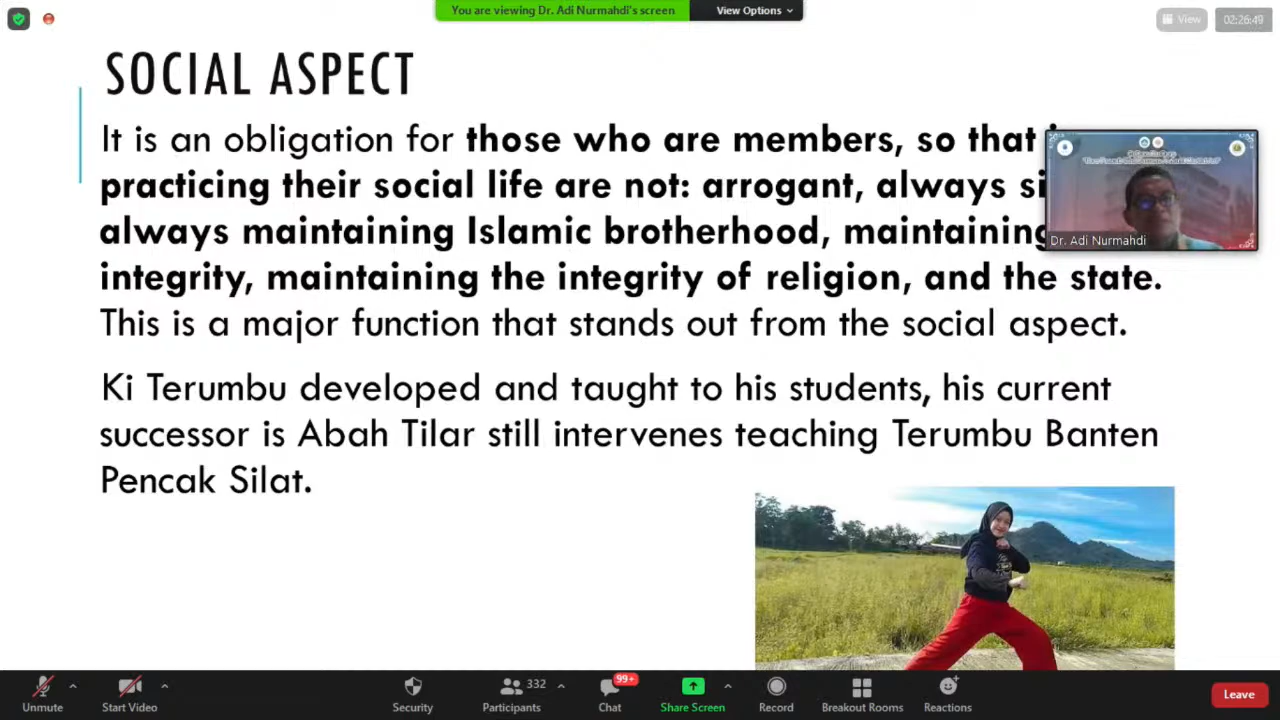 You are viewing Dr. Adi Nurmahdi's screen
View Options
View
02:26:49
SOCIAL ASPECT
It is an obligation for those who are members, so that
practicing their social life are not: arrogant, always
always maintaining Islamic brotherhood, maintaining
integrity, maintaining the integrity of religion, and the state.
This is a major function that stands out from the social aspect.
Ki Terumbu developed and taught to his students, his current
successor is Abah Tilar still intervenes teaching Terumbu Banten
Pencak Silat.
Dr. Adi Nurmahdi
Unmute
Start Video
Security
Participants
332
Chat
99+
Share Screen
Record
Breakout Rooms
Reactions
Leave